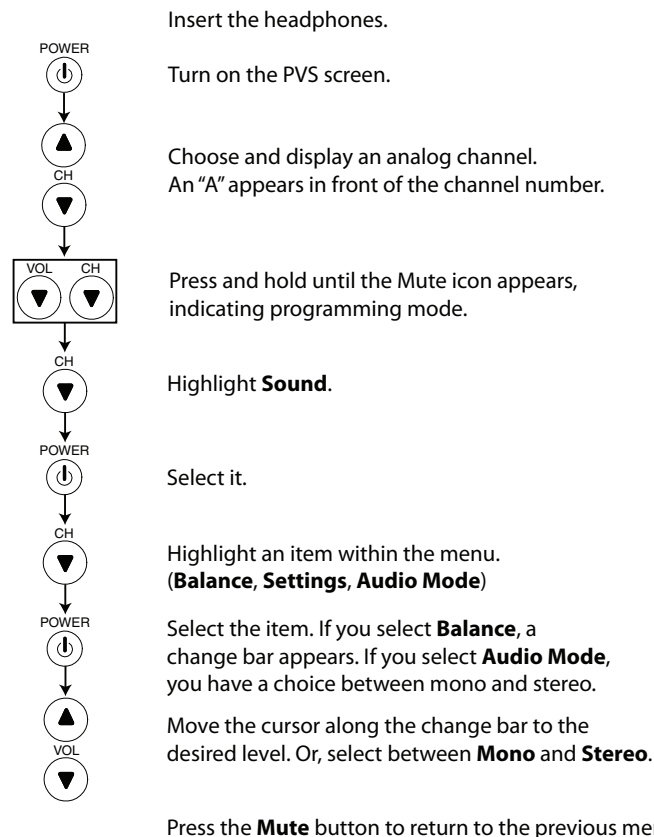 Insert the headphones.
POWER
Turn on the PVS screen.
CH
Choose and display an analog channel.
An “A” appears in front of the channel number.
VOL CH
Press and hold until the Mute icon appears,
indicating programming mode.
CH
Highlight Sound.
POWER
Select it.
CH
Highlight an item within the menu.
(Balance, Settings, Audio Mode)
POWER
Select the item. If you select Balance, a
change bar appears. If you select Audio Mode,
you have a choice between mono and stereo.
Move the cursor along the change bar to the
VOL
desired level. Or, select between Mono and Stereo.
Press the Mute button to return to the previous me